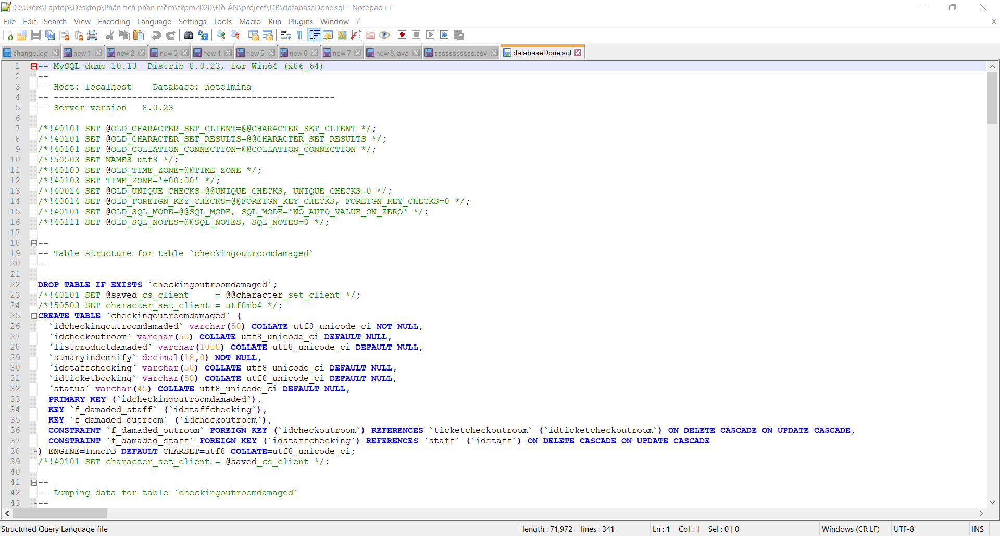 C:\Users\Laptop\Desktop\Phân tích phần mềm\tkpm2020\Đồ ÁN\project\DB\databaseDone.sql - Notepad++
File Edit Search View Encoding Language Settings Tools Macro Run Plugins Window ? X
change.log new 1 new 2 new 3 new 4 new 5 new 6 new 7 new 8.java sssssssssss.csv databaseDone.sql
1 -- MySQL dump 10.13  Distrib 8.0.23, for Win64 (x86_64)
2 --
3 -- Host: localhost    Database: hotelmina
4 -- ------------------------------------------------------
5 -- Server version   8.0.23
6
7 /*!40101 SET @OLD_CHARACTER_SET_CLIENT=@@CHARACTER_SET_CLIENT */;
8 /*!40101 SET @OLD_CHARACTER_SET_RESULTS=@@CHARACTER_SET_RESULTS */;
9 /*!40101 SET @OLD_COLLATION_CONNECTION=@@COLLATION_CONNECTION */;
10 /*!50503 SET NAMES utf8 */;
11 /*!40103 SET @OLD_TIME_ZONE=@@TIME_ZONE */;
12 /*!40103 SET TIME_ZONE='+00:00' */;
13 /*!40014 SET @OLD_UNIQUE_CHECKS=@@UNIQUE_CHECKS, UNIQUE_CHECKS=0 */;
14 /*!40014 SET @OLD_FOREIGN_KEY_CHECKS=@@FOREIGN_KEY_CHECKS, FOREIGN_KEY_CHECKS=0 */;
15 /*!40101 SET @OLD_SQL_MODE=@@SQL_MODE, SQL_MODE='NO_AUTO_VALUE_ON_ZERO' */;
16 /*!40111 SET @OLD_SQL_NOTES=@@SQL_NOTES, SQL_NOTES=0 */;
17
18 --
19 -- Table structure for table `checkingoutroomdamaged`
20 --
21
22 DROP TABLE IF EXISTS `checkingoutroomdamaged`;
23 /*!40101 SET @saved_cs_client     = @@character_set_client */;
24 /*!50503 SET character_set_client = utf8mb4 */;
25 CREATE TABLE `checkingoutroomdamaged` (
26   `idcheckingoutroomdamaded` varchar(50) COLLATE utf8_unicode_ci NOT NULL,
27   `idcheckoutroom` varchar(50) COLLATE utf8_unicode_ci DEFAULT NULL,
28   `listproductdamaded` varchar(1000) COLLATE utf8_unicode_ci DEFAULT NULL,
29   `sumaryindemnify` decimal(18,0) NOT NULL,
30   `idstaffchecking` varchar(50) COLLATE utf8_unicode_ci DEFAULT NULL,
31   `idticketbooking` varchar(50) COLLATE utf8_unicode_ci DEFAULT NULL,
32   `status` varchar(45) COLLATE utf8_unicode_ci DEFAULT NULL,
33   PRIMARY KEY (`idcheckingoutroomdamaded`),
34   KEY `f_damaded_staff` (`idstaffchecking`),
35   KEY `f_damaded_outroom` (`idcheckoutroom`),
36   CONSTRAINT `f_damaded_outroom` FOREIGN KEY (`idcheckoutroom`) REFERENCES `ticketcheckoutroom` (`idticketcheckoutroom`) ON DELETE CASCADE ON UPDATE CASCADE,
37   CONSTRAINT `f_damaded_staff` FOREIGN KEY (`idstaffchecking`) REFERENCES `staff` (`idstaff`) ON DELETE CASCADE ON UPDATE CASCADE
38 ) ENGINE=InnoDB DEFAULT CHARSET=utf8 COLLATE=utf8_unicode_ci;
39 /*!40101 SET character_set_client = @saved_cs_client */;
40
41 --
42 -- Dumping data for table `checkingoutroomdamaged`
43 --
Structured Query Language file length : 71,972 lines : 341 Ln : 1 Col : 1 Sel : 0 | 0 Windows (CR LF) UTF-8 INS